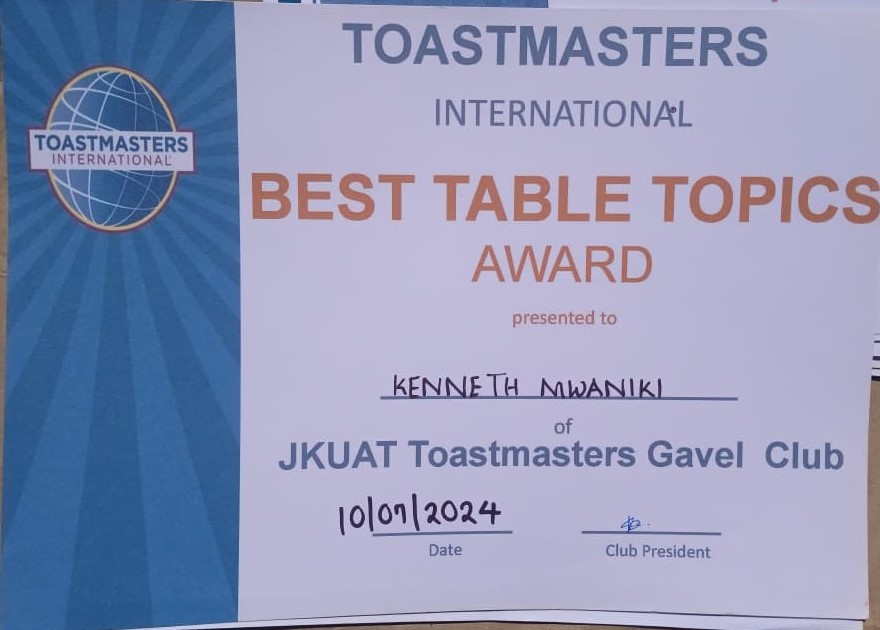 TOASTMASTERS
INTERNATIONAL
TOASTMASTERS
INTERNATIONAL
BEST TABLE TOPICS
AWARD
presented to
KENNETH MWANIKI
of
JKUAT Toastmasters Gavel Club
10/07/2024
Date
Club President